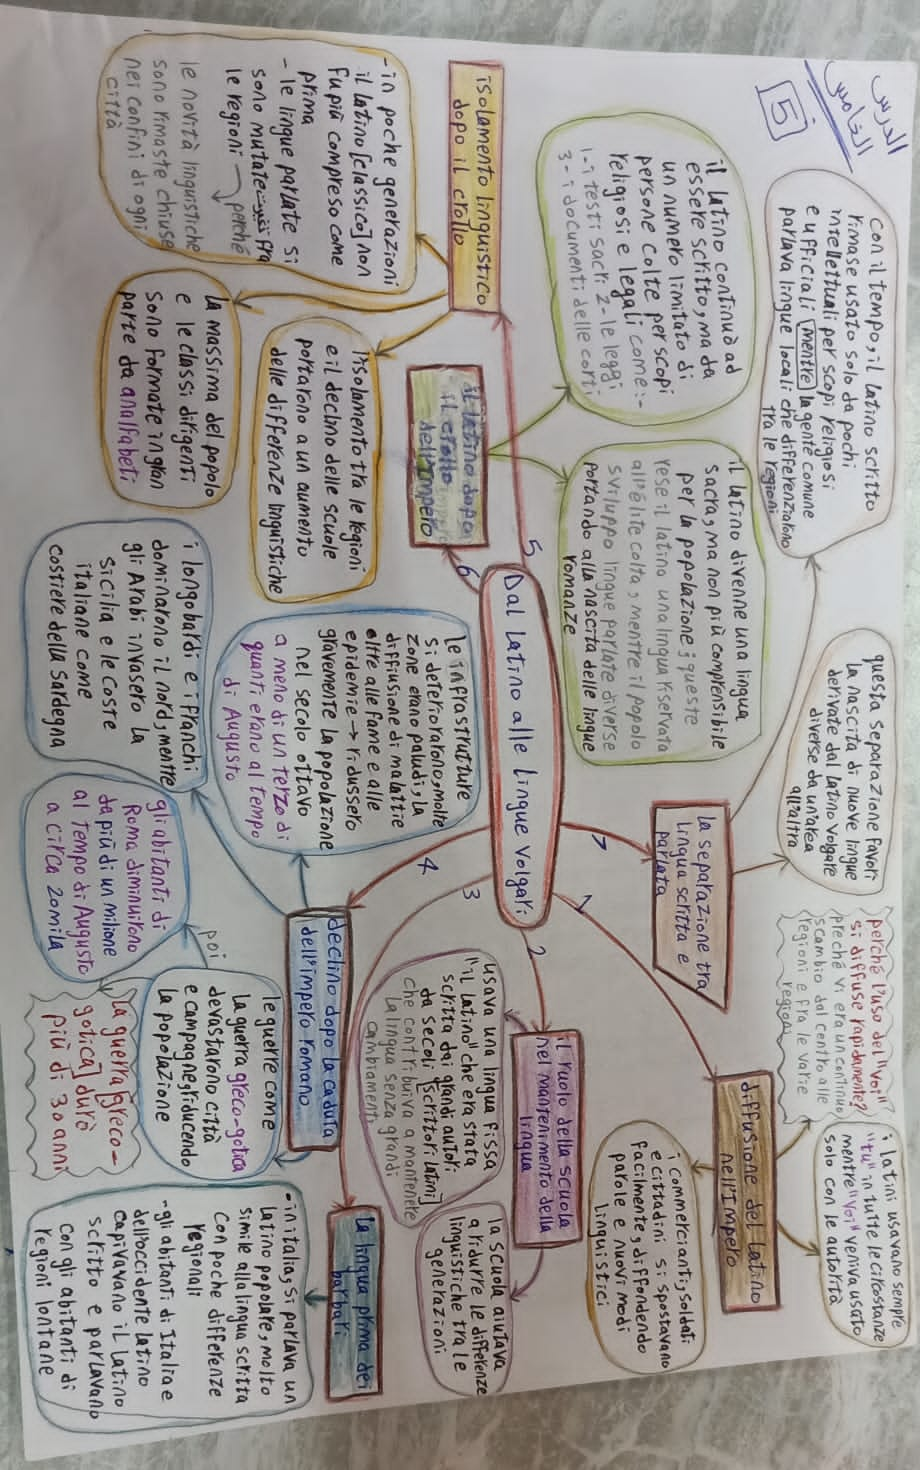 الدرس
الخامس
5
Dal latino alle lingue volgari
1
diffusione del latino
nell'Impero
i latini usavano sempre
"tu" in tutte le circostanze
mentre "Voi" veniva usato
solo con le autorità
perché l'uso del "voi"
si diffuse rapidamente?
preché vi era un continuo
scambio dal centro alle
regioni e fra le varie
regioni
i commercianti, soldati
e cittadini si spostavano
facilmente, diffondendo
parole e nuovi modi
linguistici
2
il ruolo della scuola
nel mantenimento della
lingua
usava una lingua fissa
"il latino" che era stata
scritta dai grandi autori
da secoli [scrittori latini]
che contribuiva a mantenere
la lingua senza grandi
cambiamenti
la scuola aiutava
a ridurre le differenze
linguistiche tra le
generazioni
3
la lingua prima dei
barbari
- in italia, si parlava un
latino popolare, molto
simile alla lingua scritta
con poche differenze
regionali
- gli abitanti di Italia e
dell'occidente latino
capivano il latino
scritto e parlavano
con gli abitanti di
regioni lontane
4
declino dopo la caduta
dell'impero romano
le infrastrutture
si deteriorarono, molte
zone erano paludi, la
diffusione di malattie
oltre alle fame e alle
epidemie → ridussero
gravemente la popolazione
nel secolo ottavo
a meno di un terzo di
quanti erano al tempo
di Augusto
i longobardi e i franchi
dominarono il nord, mentre
gli Arabi invasero la
Sicilia e le coste
italiane come
costiere della Sardegna
le guerre come
la guerra greco-gotica
devastarono città
e campagne, riducendo
la popolazione
poi
gli abitanti di
Roma diminuirono
da più di un milione
al tempo di Augusto
a circa 20mila
la guerra [greco-
gotica] durò
più di 30 anni
5
isolamento linguistico
dopo il crollo
- in poche generazioni
il latino [classico] non
fu più compreso come
prima
- le lingue parlate si
sono mutate fra
le regioni → perché
le novità linguistiche
sono rimaste chiuse
nei confini di ogni
città
la massima del popolo
e le classi dirigenti
sono formate in gran
parte da analfabeti
l'isolamento tra le regioni
e il declino delle scuole
portarono a un aumento
delle differenze linguistiche
6
il latino dopo
il crollo
dell'impero
il latino continuò ad
essere scritto, ma da
un numero limitato di
persone colte per scopi
religiosi e legali come:-
1- i testi sacri 2- le leggi
3- i documenti delle corti
il latino divenne una lingua
sacra, ma non più comprensibile
per la popolazione; queste
rese il latino una lingua riservata
all'élite colta, mentre il popolo
sviluppo lingue parlate diverse
portando alla nascita delle lingue
romanze
7
la separazione tra
lingua scritta e
parlata
con il tempo, il latino scritto
rimase usato solo da pochi
intellettuali per scopi religiosi
e ufficiali mentre la gente comune
parlava lingue locali che differenziarono
tra le regioni
questa separazione favorì
la nascita di nuove lingue
derivate dal latino volgare
diverse da un'area
all'altra